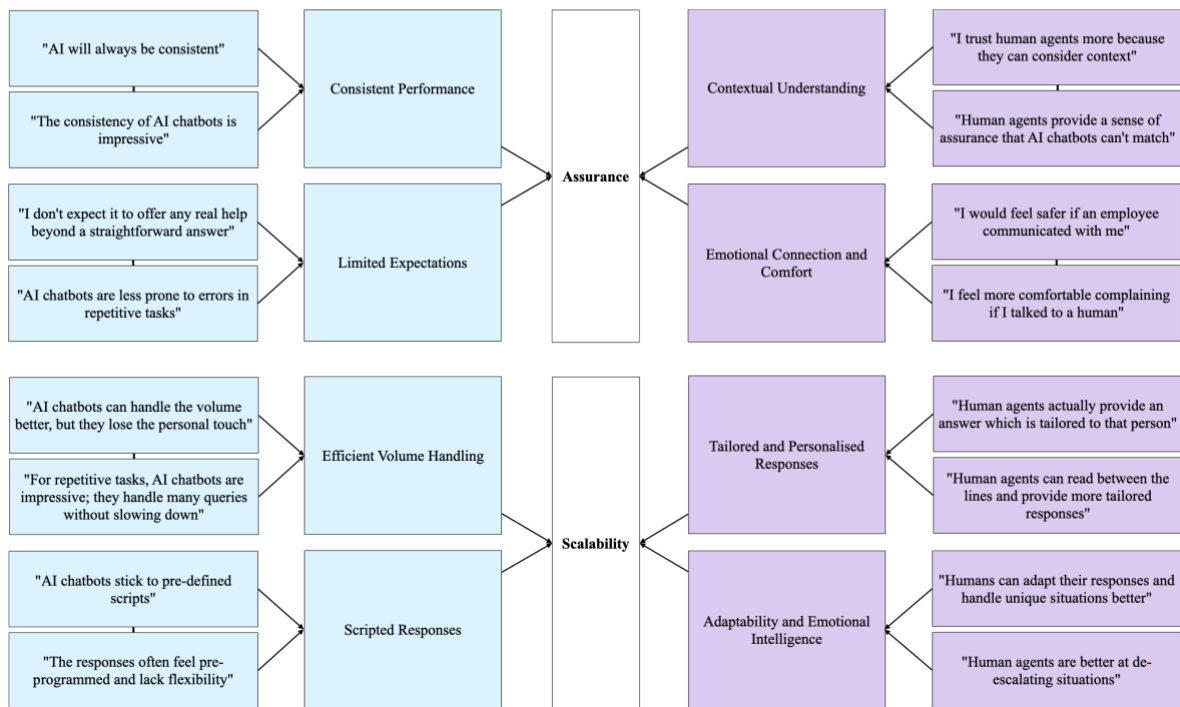 "AI will always be consistent"
"The consistency of AI chatbots is
impressive"
Consistent Performance
"I don't expect it to offer any real help
beyond a straightforward answer"
"AI chatbots are less prone to errors in
repetitive tasks"
Limited Expectations
Assurance
Contextual Understanding
"I trust human agents more because
they can consider context"
"Human agents provide a sense of
assurance that AI chatbots can't match"
Emotional Connection and
Comfort
"I would feel safer if an employee
communicated with me"
"I feel more comfortable complaining
if I talked to a human"
"AI chatbots can handle the volume
better, but they lose the personal touch"
"For repetitive tasks, AI chatbots are
impressive; they handle many queries
without slowing down"
Efficient Volume Handling
"AI chatbots stick to pre-defined
scripts"
"The responses often feel pre-
programmed and lack flexibility"
Scripted Responses
Scalability
Tailored and Personalised
Responses
"Human agents actually provide an
answer which is tailored to that person"
"Human agents can read between the
lines and provide more tailored
responses"
Adaptability and Emotional
Intelligence
"Humans can adapt their responses and
handle unique situations better"
"Human agents are better at de-
escalating situations"